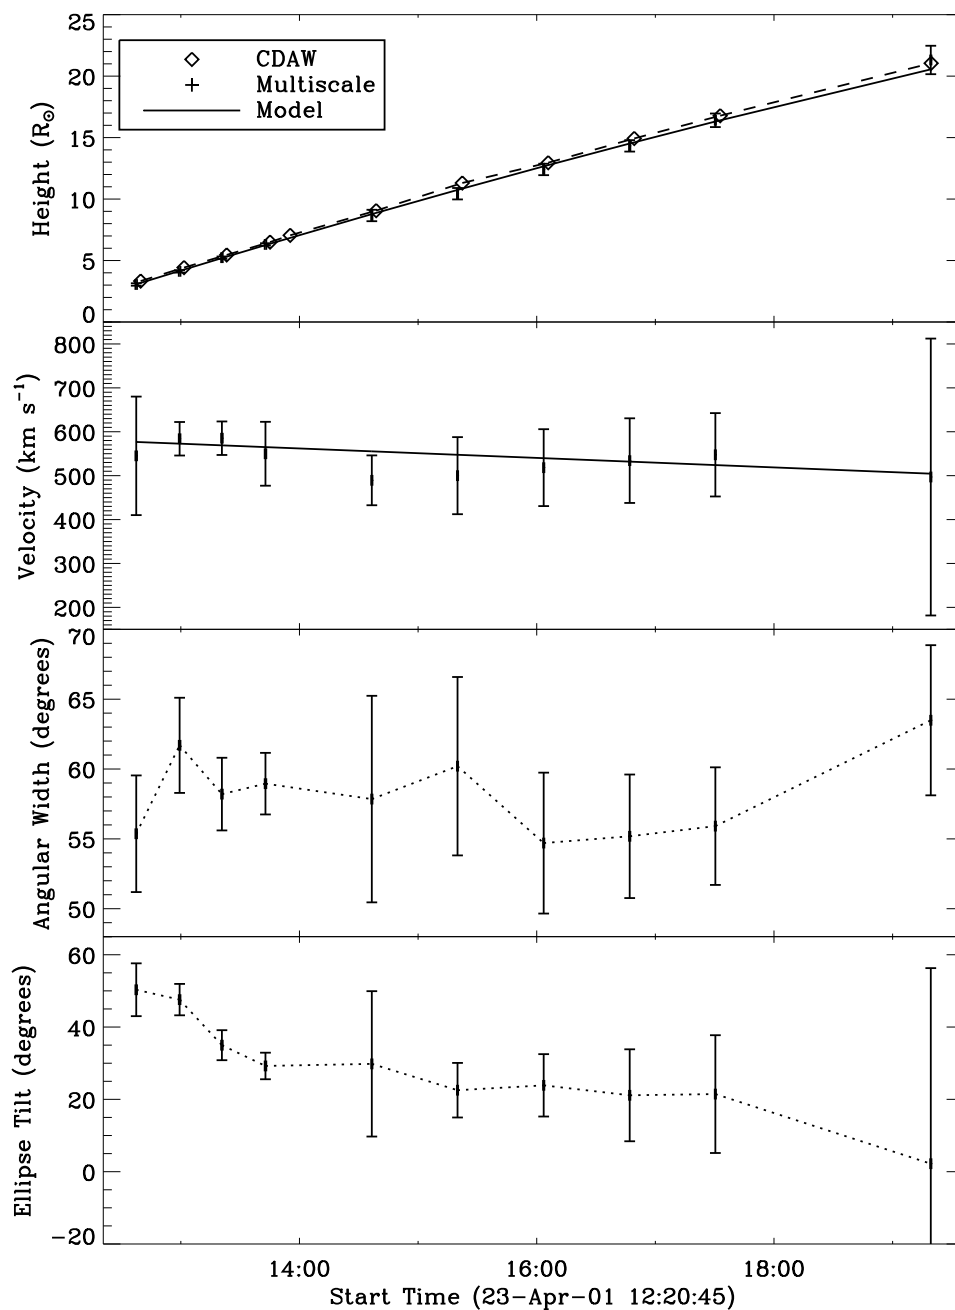 25
20
15
10
5
0
Height (R⊙)
CDAW
Multiscale
Model
800
700
600
500
400
300
200
Velocity (km s⁻¹)
70
65
60
55
50
Angular Width (degrees)
60
40
20
0
−20
Ellipse Tilt (degrees)
14:00 16:00 18:00
Start Time (23−Apr−01 12:20:45)